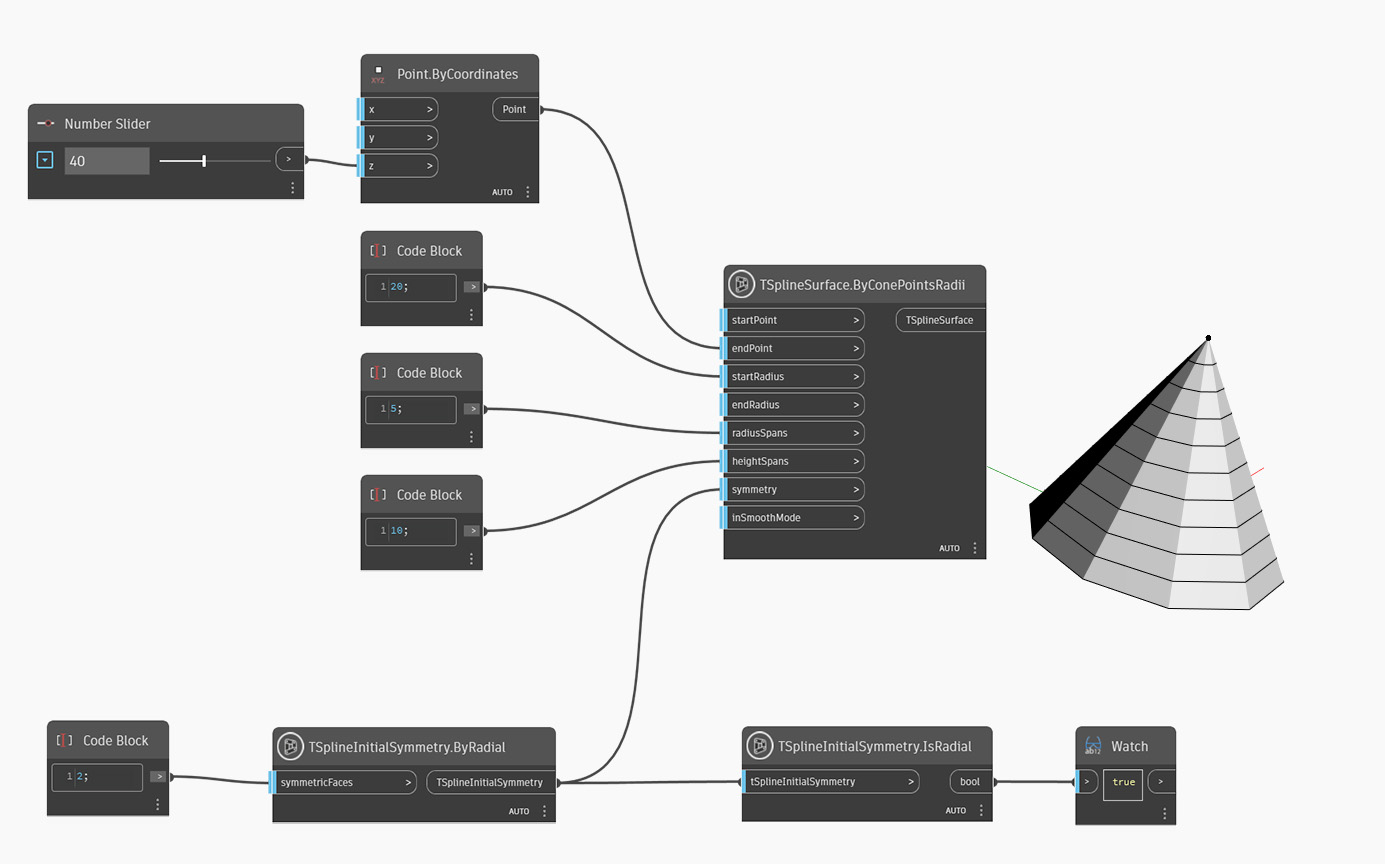 Point.ByCoordinates
XYZ
x >
Point
y >
z >
AUTO
Number Slider
40
>
Code Block
1 20;
>
Code Block
1 5;
>
Code Block
1 10;
>
TSplineSurface.ByConePointsRadii
startPoint >
TSplineSurface
endPoint >
startRadius >
endRadius >
radiusSpans >
heightSpans >
symmetry >
inSmoothMode >
AUTO
Code Block
1 2;
>
TSplineInitialSymmetry.ByRadial
symmetricFaces >
TSplineInitialSymmetry
AUTO
TSplineInitialSymmetry.IsRadial
tSplineInitialSymmetry >
bool
AUTO
Watch
ab12
>
true
>